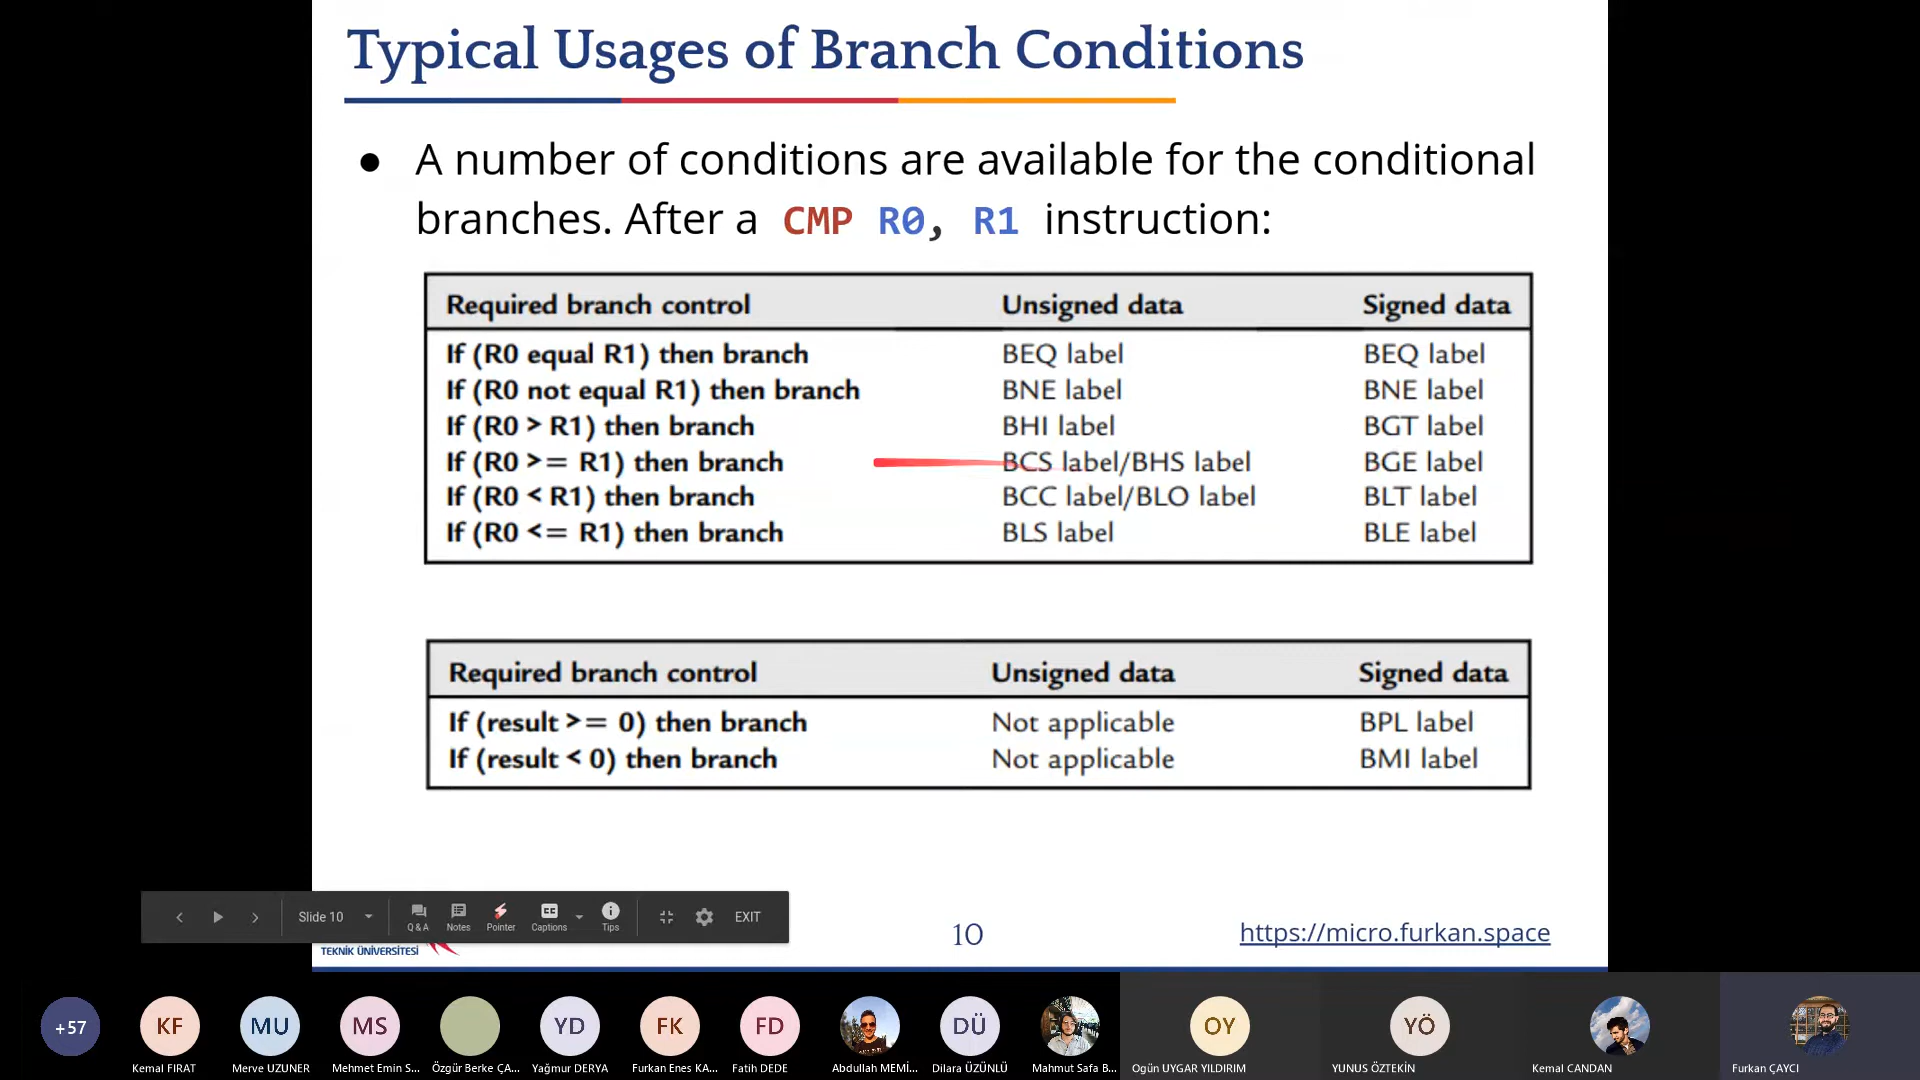 Typical Usages of Branch Conditions
● A number of conditions are available for the conditional
branches. After a CMP R0, R1 instruction:
Required branch control Unsigned data Signed data
If (R0 equal R1) then branch BEQ label BEQ label
If (R0 not equal R1) then branch BNE label BNE label
If (R0 > R1) then branch BHI label BGT label
If (R0 >= R1) then branch BCS label/BHS label BGE label
If (R0 < R1) then branch BCC label/BLO label BLT label
If (R0 <= R1) then branch BLS label BLE label
Required branch control Unsigned data Signed data
If (result >= 0) then branch Not applicable BPL label
If (result < 0) then branch Not applicable BMI label
Slide 10 Q & A Notes Pointer CC Captions Tips EXIT
TEKNİK ÜNİVERSİTESİ
10
https://micro.furkan.space
+57 KF MU MS YD FK FD DÜ OY YÖ
Kemal FIRAT Merve UZUNER Mehmet Emin S... Özgür Berke ÇA... Yağmur DERYA Furkan Enes KA... Fatih DEDE Abdullah MEMİ... Dilara ÜZÜNLÜ Mahmut Safa B... Ogün UYGAR YILDIRIM YUNUS ÖZTEKİN Kemal CANDAN Furkan ÇAYCI